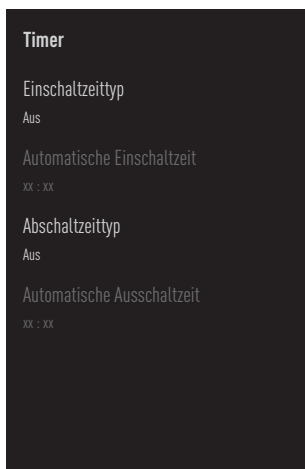 Timer
Einschaltzeittyp
Aus
Automatische Einschaltzeit
xx : xx
Abschaltzeittyp
Aus
Automatische Ausschaltzeit
xx : xx